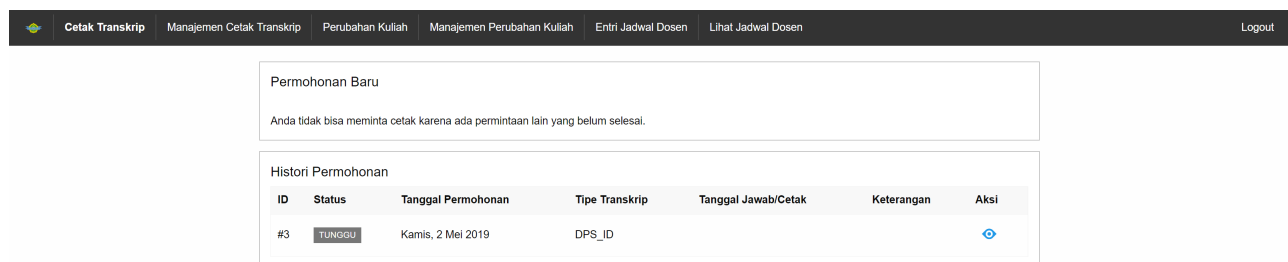 Cetak Transkrip Manajemen Cetak Transkrip Perubahan Kuliah Manajemen Perubahan Kuliah Entri Jadwal Dosen Lihat Jadwal Dosen Logout
Permohonan Baru
Anda tidak bisa meminta cetak karena ada permintaan lain yang belum selesai.
Histori Permohonan
ID Status Tanggal Permohonan Tipe Transkrip Tanggal Jawab/Cetak Keterangan Aksi
#3 TUNGGU Kamis, 2 Mei 2019 DPS_ID